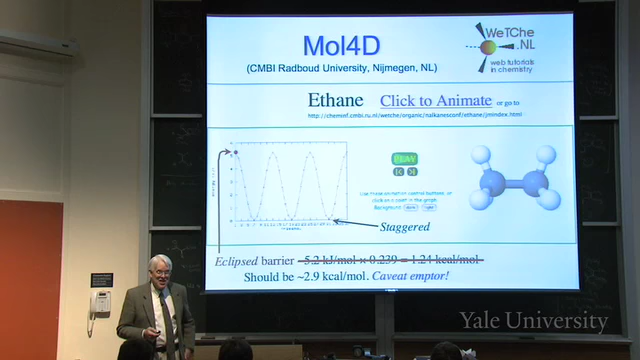 Mol4D
(CMBI Radboud University, Nijmegen, NL)
WeTChe
.NL
web tutorials
in chemistry
Ethane Click to Animate or go to
http://cheminf.cmbi.ru.nl/wetche/organic/nalkanesconf/ethane/jmindex.html
PLAY
Use these animation control buttons, or
click on a point in the graph.
Background:
Staggered
Eclipsed barrier 5.2 kJ/mol × 0.239 = 1.24 kcal/mol
Should be ~2.9 kcal/mol. Caveat emptor!
Yale University